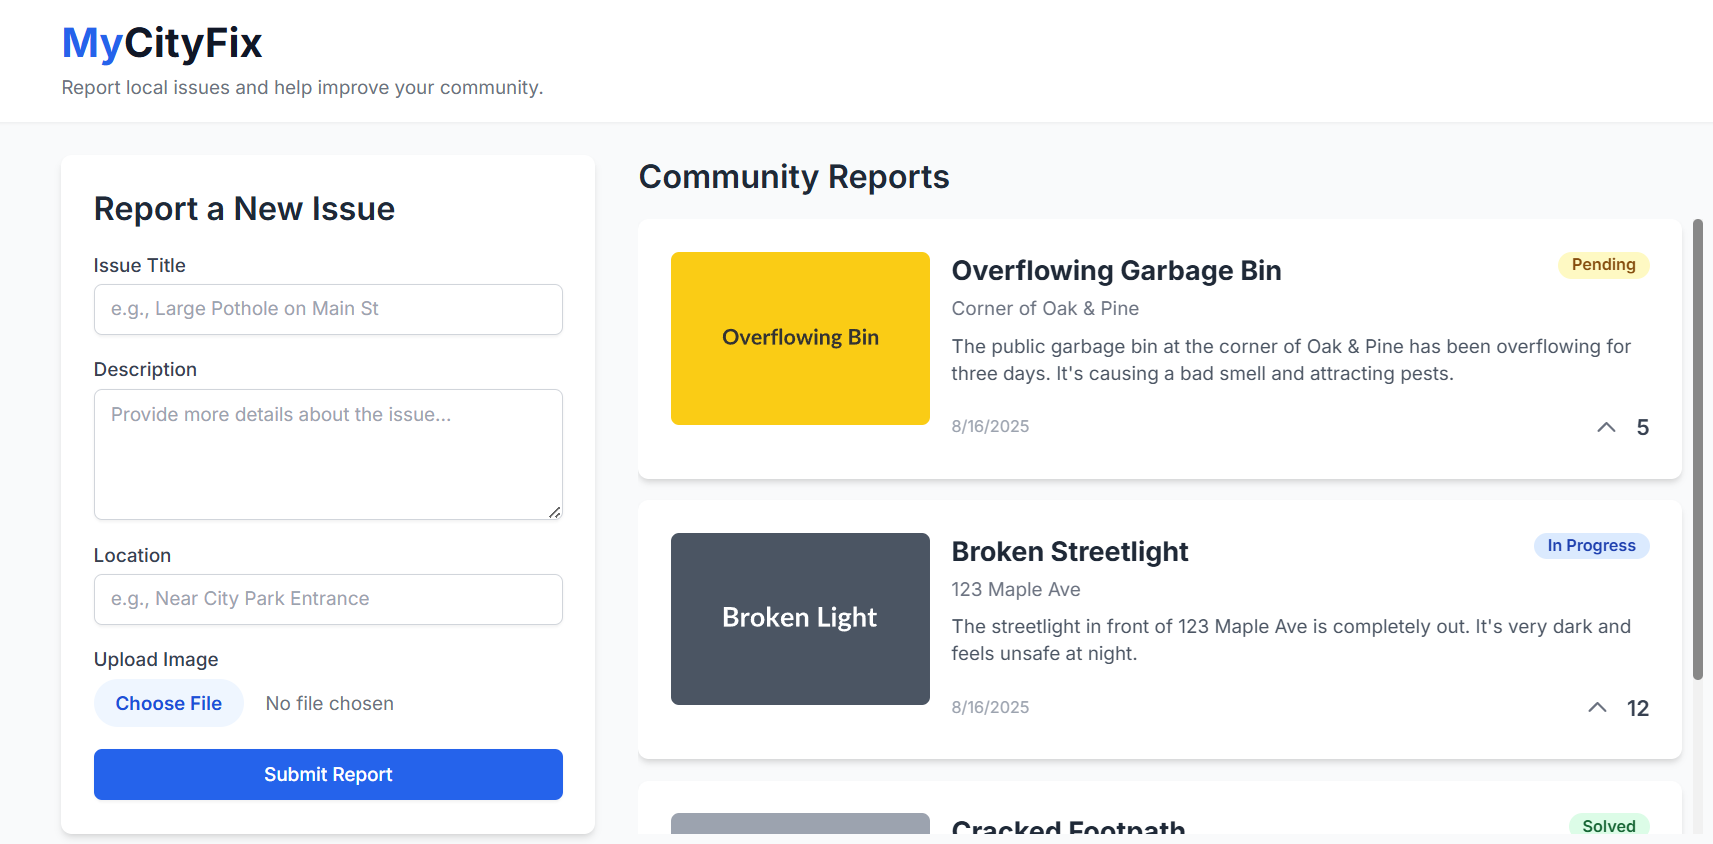 MyCityFix
Report local issues and help improve your community.
Report a New Issue
Issue Title
e.g., Large Pothole on Main St
Description
Provide more details about the issue...
Location
e.g., Near City Park Entrance
Upload Image
Choose File No file chosen
Submit Report
Community Reports
Overflowing Bin
Overflowing Garbage Bin
Pending
Corner of Oak & Pine
The public garbage bin at the corner of Oak & Pine has been overflowing for
three days. It's causing a bad smell and attracting pests.
8/16/2025
5
Broken Light
Broken Streetlight
In Progress
123 Maple Ave
The streetlight in front of 123 Maple Ave is completely out. It's very dark and
feels unsafe at night.
8/16/2025
12
Cracked Footpath
Solved